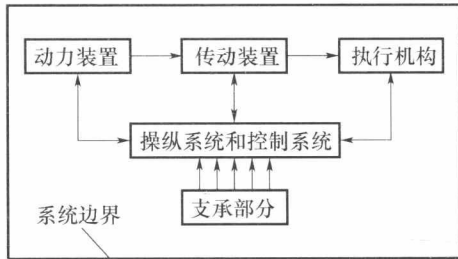 动力装置
传动装置
执行机构
操纵系统和控制系统
支承部分
系统边界